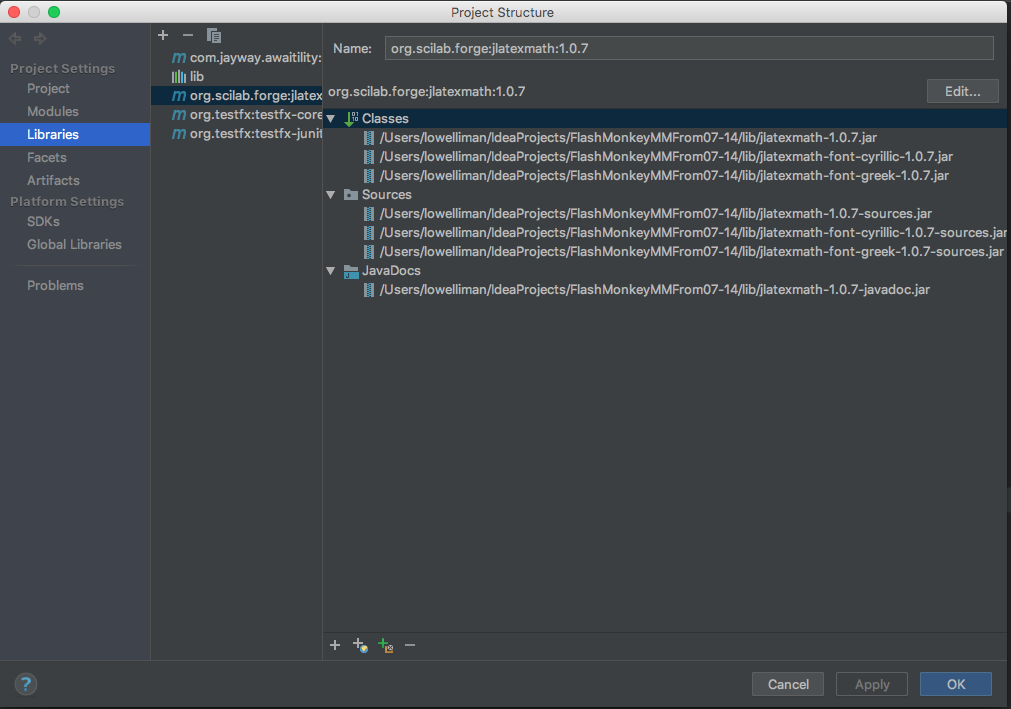 Project Structure
Project Settings
Project
Modules
Libraries
Facets
Artifacts
Platform Settings
SDKs
Global Libraries
Problems
com.jayway.awaitility:
lib
org.scilab.forge:jlatex
org.testfx:testfx-core
org.testfx:testfx-junit
Name: org.scilab.forge:jlatexmath:1.0.7
org.scilab.forge:jlatexmath:1.0.7 Edit...
Classes
/Users/lowelliman/IdeaProjects/FlashMonkeyMMFrom07-14/lib/jlatexmath-1.0.7.jar
/Users/lowelliman/IdeaProjects/FlashMonkeyMMFrom07-14/lib/jlatexmath-font-cyrillic-1.0.7.jar
/Users/lowelliman/IdeaProjects/FlashMonkeyMMFrom07-14/lib/jlatexmath-font-greek-1.0.7.jar
Sources
/Users/lowelliman/IdeaProjects/FlashMonkeyMMFrom07-14/lib/jlatexmath-1.0.7-sources.jar
/Users/lowelliman/IdeaProjects/FlashMonkeyMMFrom07-14/lib/jlatexmath-font-cyrillic-1.0.7-sources.jar
/Users/lowelliman/IdeaProjects/FlashMonkeyMMFrom07-14/lib/jlatexmath-font-greek-1.0.7-sources.jar
JavaDocs
/Users/lowelliman/IdeaProjects/FlashMonkeyMMFrom07-14/lib/jlatexmath-1.0.7-javadoc.jar
? Cancel Apply OK